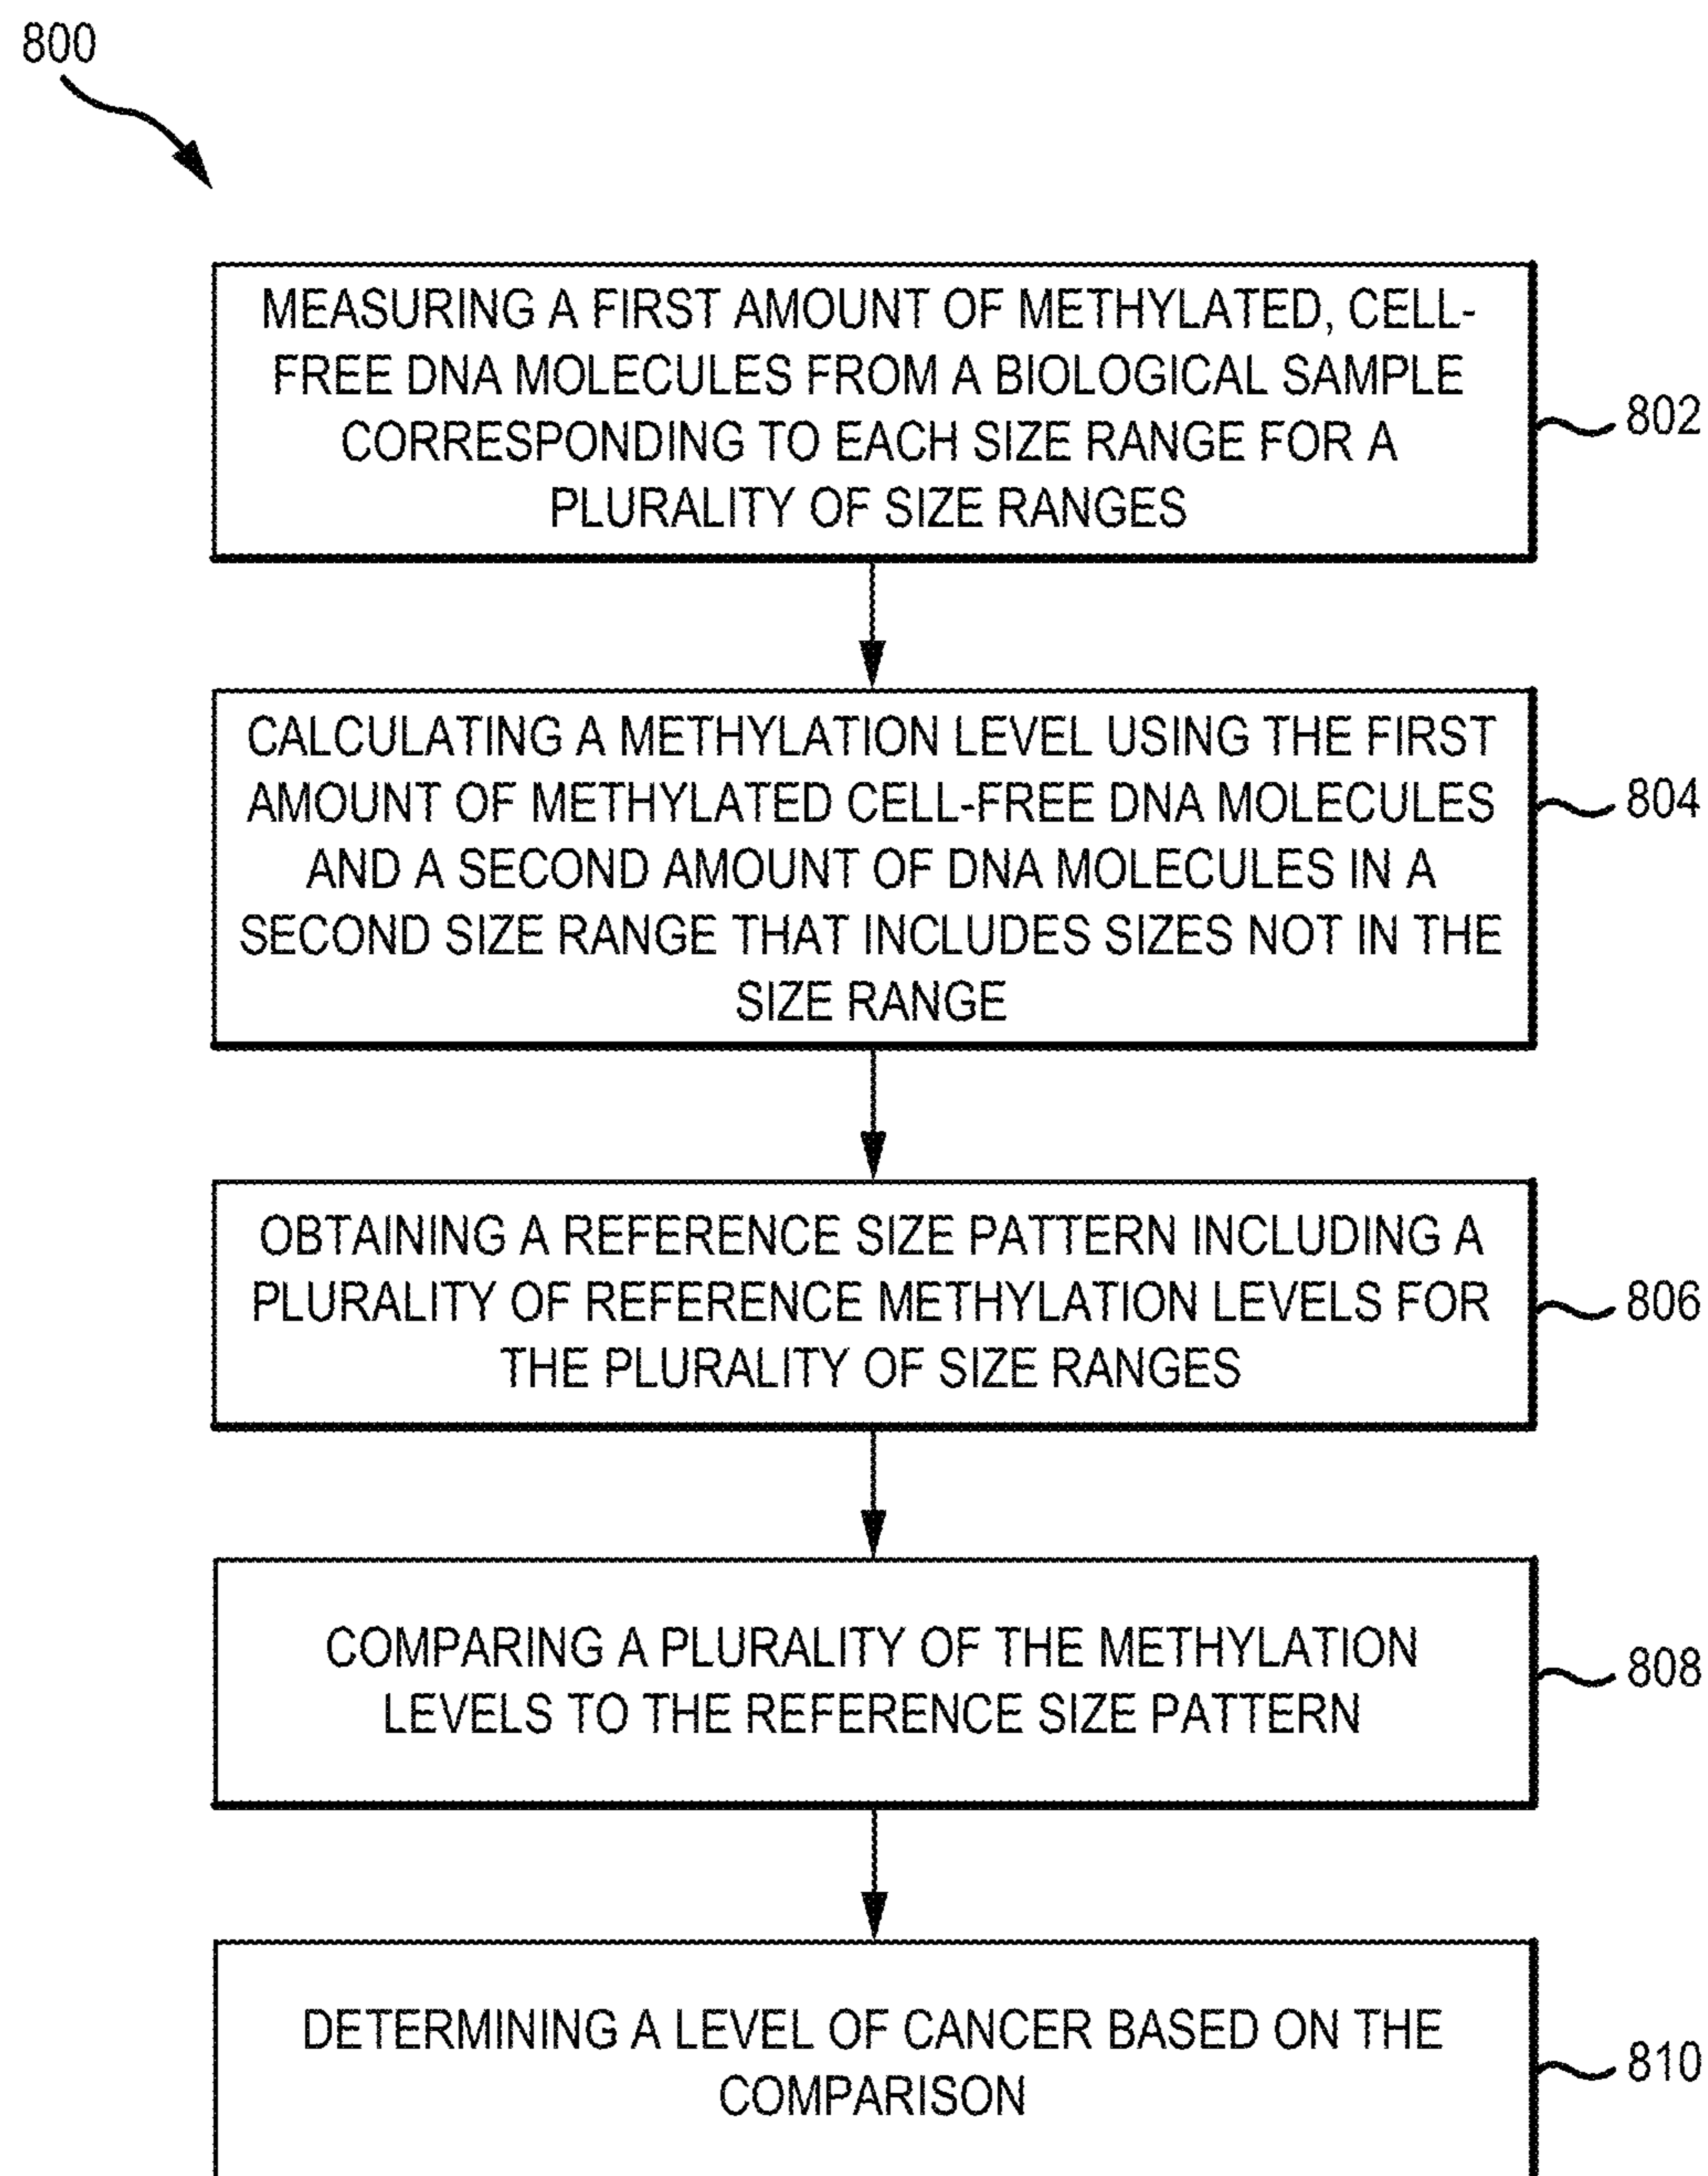 800
MEASURING A FIRST AMOUNT OF METHYLATED, CELL-
FREE DNA MOLECULES FROM A BIOLOGICAL SAMPLE
CORRESPONDING TO EACH SIZE RANGE FOR A
PLURALITY OF SIZE RANGES
802
CALCULATING A METHYLATION LEVEL USING THE FIRST
AMOUNT OF METHYLATED CELL-FREE DNA MOLECULES
AND A SECOND AMOUNT OF DNA MOLECULES IN A
SECOND SIZE RANGE THAT INCLUDES SIZES NOT IN THE
SIZE RANGE
804
OBTAINING A REFERENCE SIZE PATTERN INCLUDING A
PLURALITY OF REFERENCE METHYLATION LEVELS FOR
THE PLURALITY OF SIZE RANGES
806
COMPARING A PLURALITY OF THE METHYLATION
LEVELS TO THE REFERENCE SIZE PATTERN
808
DETERMINING A LEVEL OF CANCER BASED ON THE
COMPARISON
810